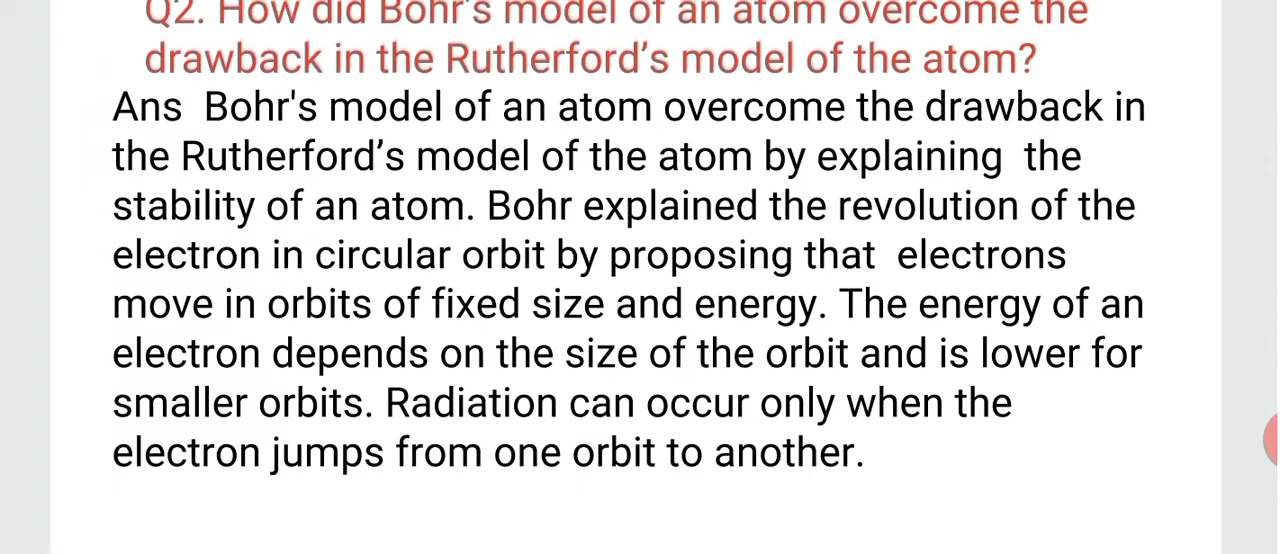 Q2. How did Bohr's model of an atom overcome the
drawback in the Rutherford’s model of the atom?
Ans  Bohr's model of an atom overcome the drawback in
the Rutherford’s model of the atom by explaining  the
stability of an atom. Bohr explained the revolution of the
electron in circular orbit by proposing that  electrons
move in orbits of fixed size and energy. The energy of an
electron depends on the size of the orbit and is lower for
smaller orbits. Radiation can occur only when the
electron jumps from one orbit to another.